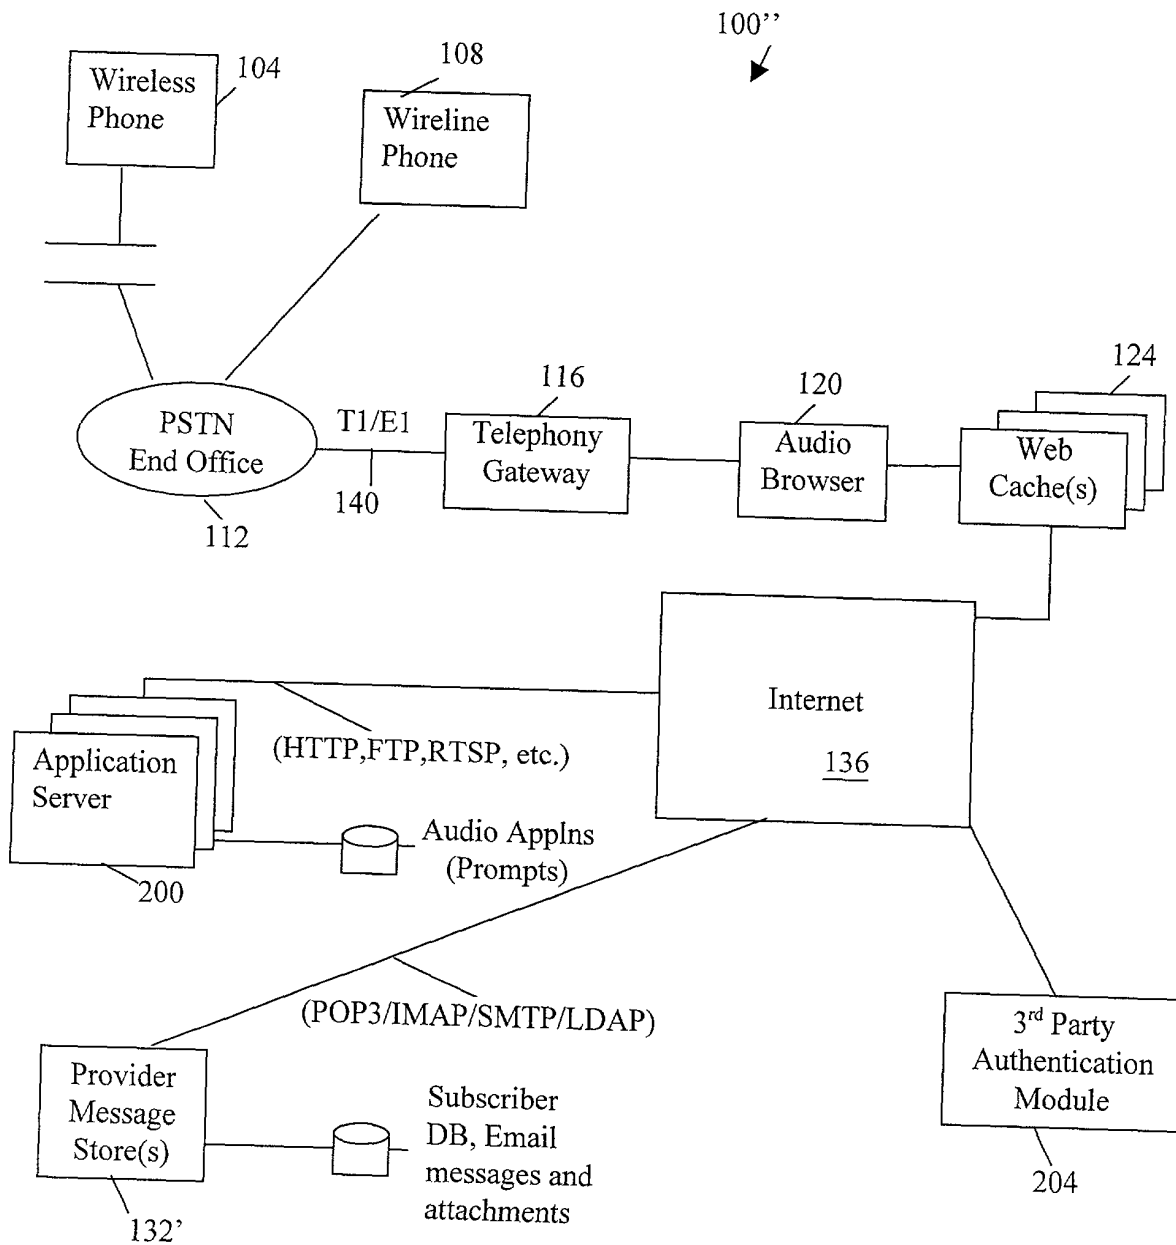 100’’
Wireless
Phone
104
108
Wireline
Phone
PSTN
End Office
112
T1/E1
140
116
Telephony
Gateway
120
Audio
Browser
124
Web
Cache(s)
Internet
136
(HTTP,FTP,RTSP, etc.)
Application
Server
200
Audio Applns
(Prompts)
(POP3/IMAP/SMTP/LDAP)
Provider
Message
Store(s)
132’
Subscriber
DB, Email
messages and
attachments
3rd Party
Authentication
Module
204